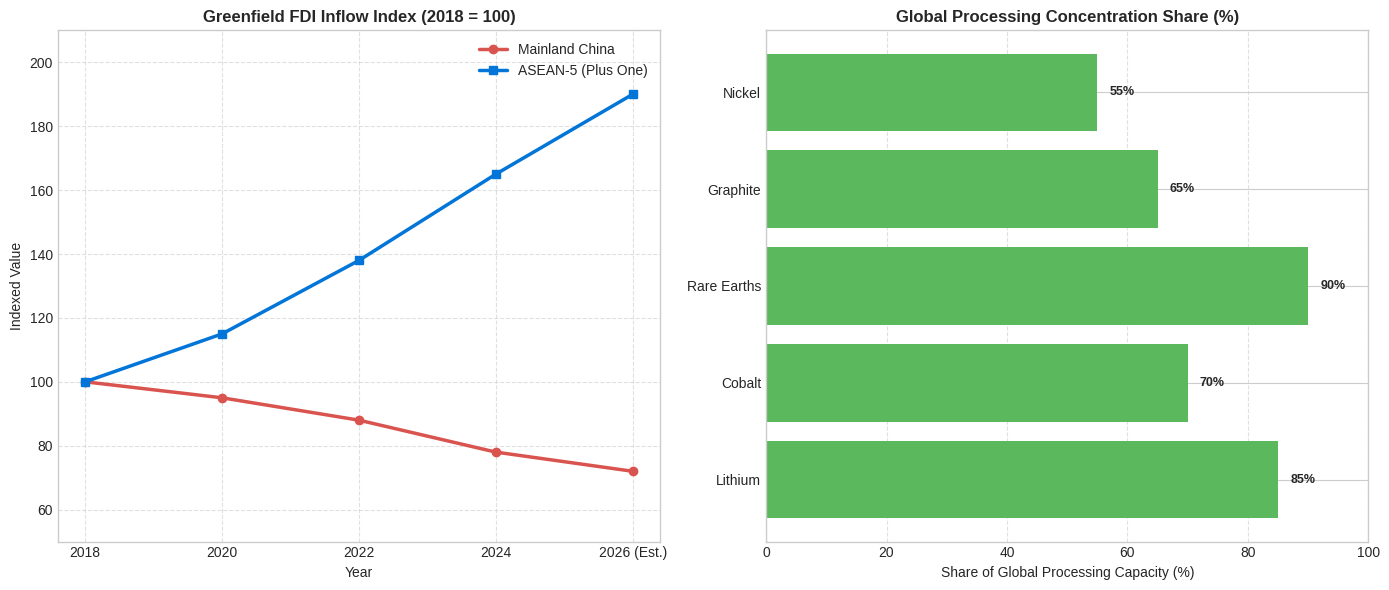 Greenfield FDI Inflow Index (2018 = 100)
Mainland China
ASEAN-5 (Plus One)
200
180
160
140
120
100
80
60
Indexed Value
2018
2020
2022
2024
2026 (Est.)
Year
Global Processing Concentration Share (%)
Nickel
55%
Graphite
65%
Rare Earths
90%
Cobalt
70%
Lithium
85%
0
20
40
60
80
100
Share of Global Processing Capacity (%)